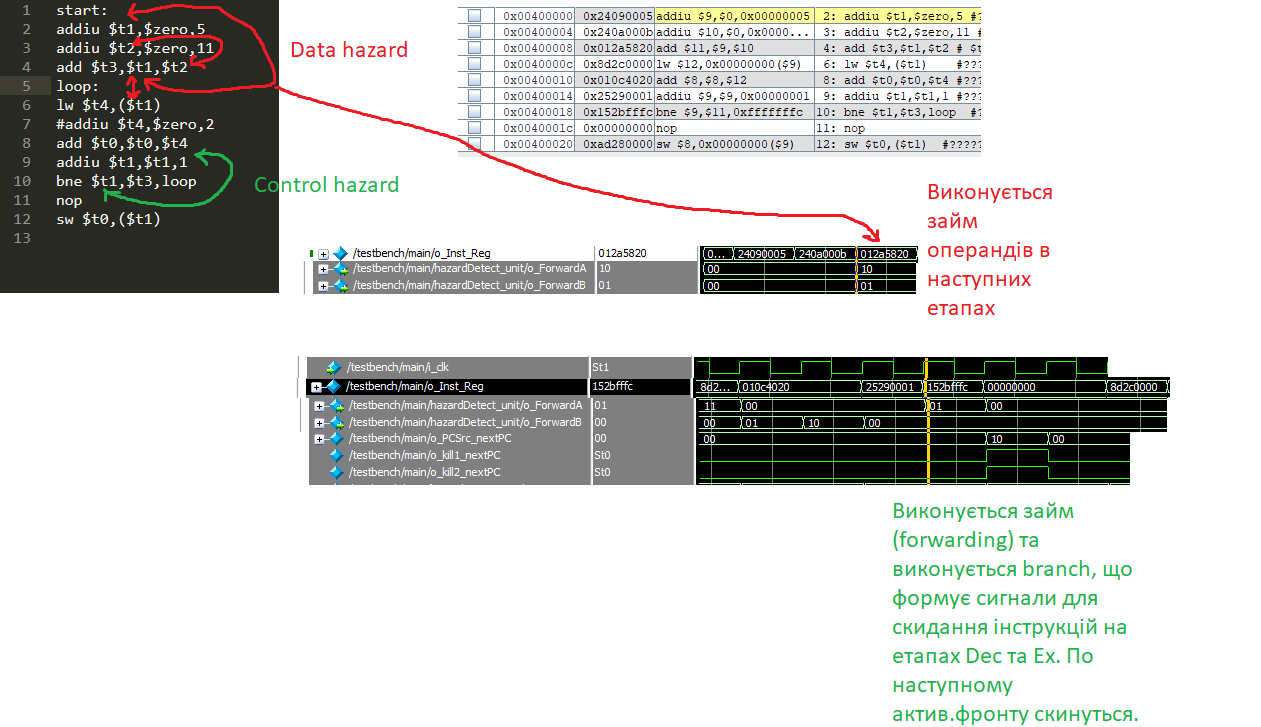 1 start:
2 addiu $t1,$zero,5
3 addiu $t2,$zero,11
4 add $t3,$t1,$t2
5 loop:
6 lw $t4,($t1)
7 #addiu $t4,$zero,2
8 add $t0,$t0,$t4
9 addiu $t1,$t1,1
10 bne $t1,$t3,loop
11 nop
12 sw $t0,($t1)
13
Data hazard
Control hazard
0x00400000 0x24090005 addiu $9,$0,0x00000005 2: addiu $t1,$zero,5 #?
0x00400004 0x240a000b addiu $10,$0,0x0000... 3: addiu $t2,$zero,11 #
0x00400008 0x012a5820 add $11,$9,$10 4: add $t3,$t1,$t2 # $t
0x0040000c 0x8d2c0000 lw $12,0x00000000($9) 6: lw $t4,($t1) #????
0x00400010 0x010c4020 add $8,$8,$12 8: add $t0,$t0,$t4 #????
0x00400014 0x25290001 addiu $9,$9,0x00000001 9: addiu $t1,$t1,1 #????
0x00400018 0x152bfffc bne $9,$11,0xfffffffc 10: bne $t1,$t3,loop #?
0x0040001c 0x00000000 nop 11: nop
0x00400020 0xad280000 sw $8,0x00000000($9) 12: sw $t0,($t1) #?????
Виконується
займ
операндів в
наступних
етапах
/testbench/main/o_Inst_Reg 012a5820 0... 24090005 240a000b 012a5820
/testbench/main/hazardDetect_unit/o_ForwardA 10 00 10
/testbench/main/hazardDetect_unit/o_ForwardB 01 00 01
/testbench/main/i_clk St1
/testbench/main/o_Inst_Reg 152bfffc 8d2... 010c4020 25290001 152bfffc 00000000 8d2c0000
/testbench/main/hazardDetect_unit/o_ForwardA 01 11 00 01 00
/testbench/main/hazardDetect_unit/o_ForwardB 00 00 01 10 00
/testbench/main/o_PCSrc_nextPC 00 00 10 00
/testbench/main/o_kill1_nextPC St0
/testbench/main/o_kill2_nextPC St0
Виконується займ
(forwarding) та
виконується branch, що
формує сигнали для
скидання інструкцій на
етапах Dec та Ex. По
наступному
актив.фронту скинуться.